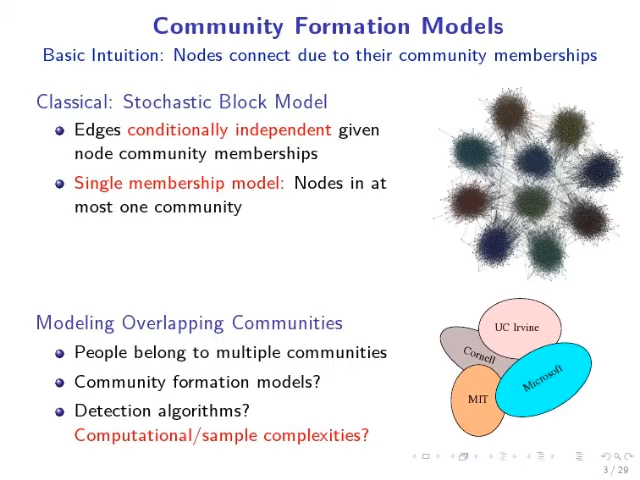 Community Formation Models
Basic Intuition: Nodes connect due to their community memberships
Classical: Stochastic Block Model
Edges conditionally independent given
node community memberships
Single membership model: Nodes in at
most one community
Modeling Overlapping Communities
People belong to multiple communities
Community formation models?
Detection algorithms?
Computational/sample complexities?
UC Irvine
Cornell
Microsoft
MIT
3 / 29